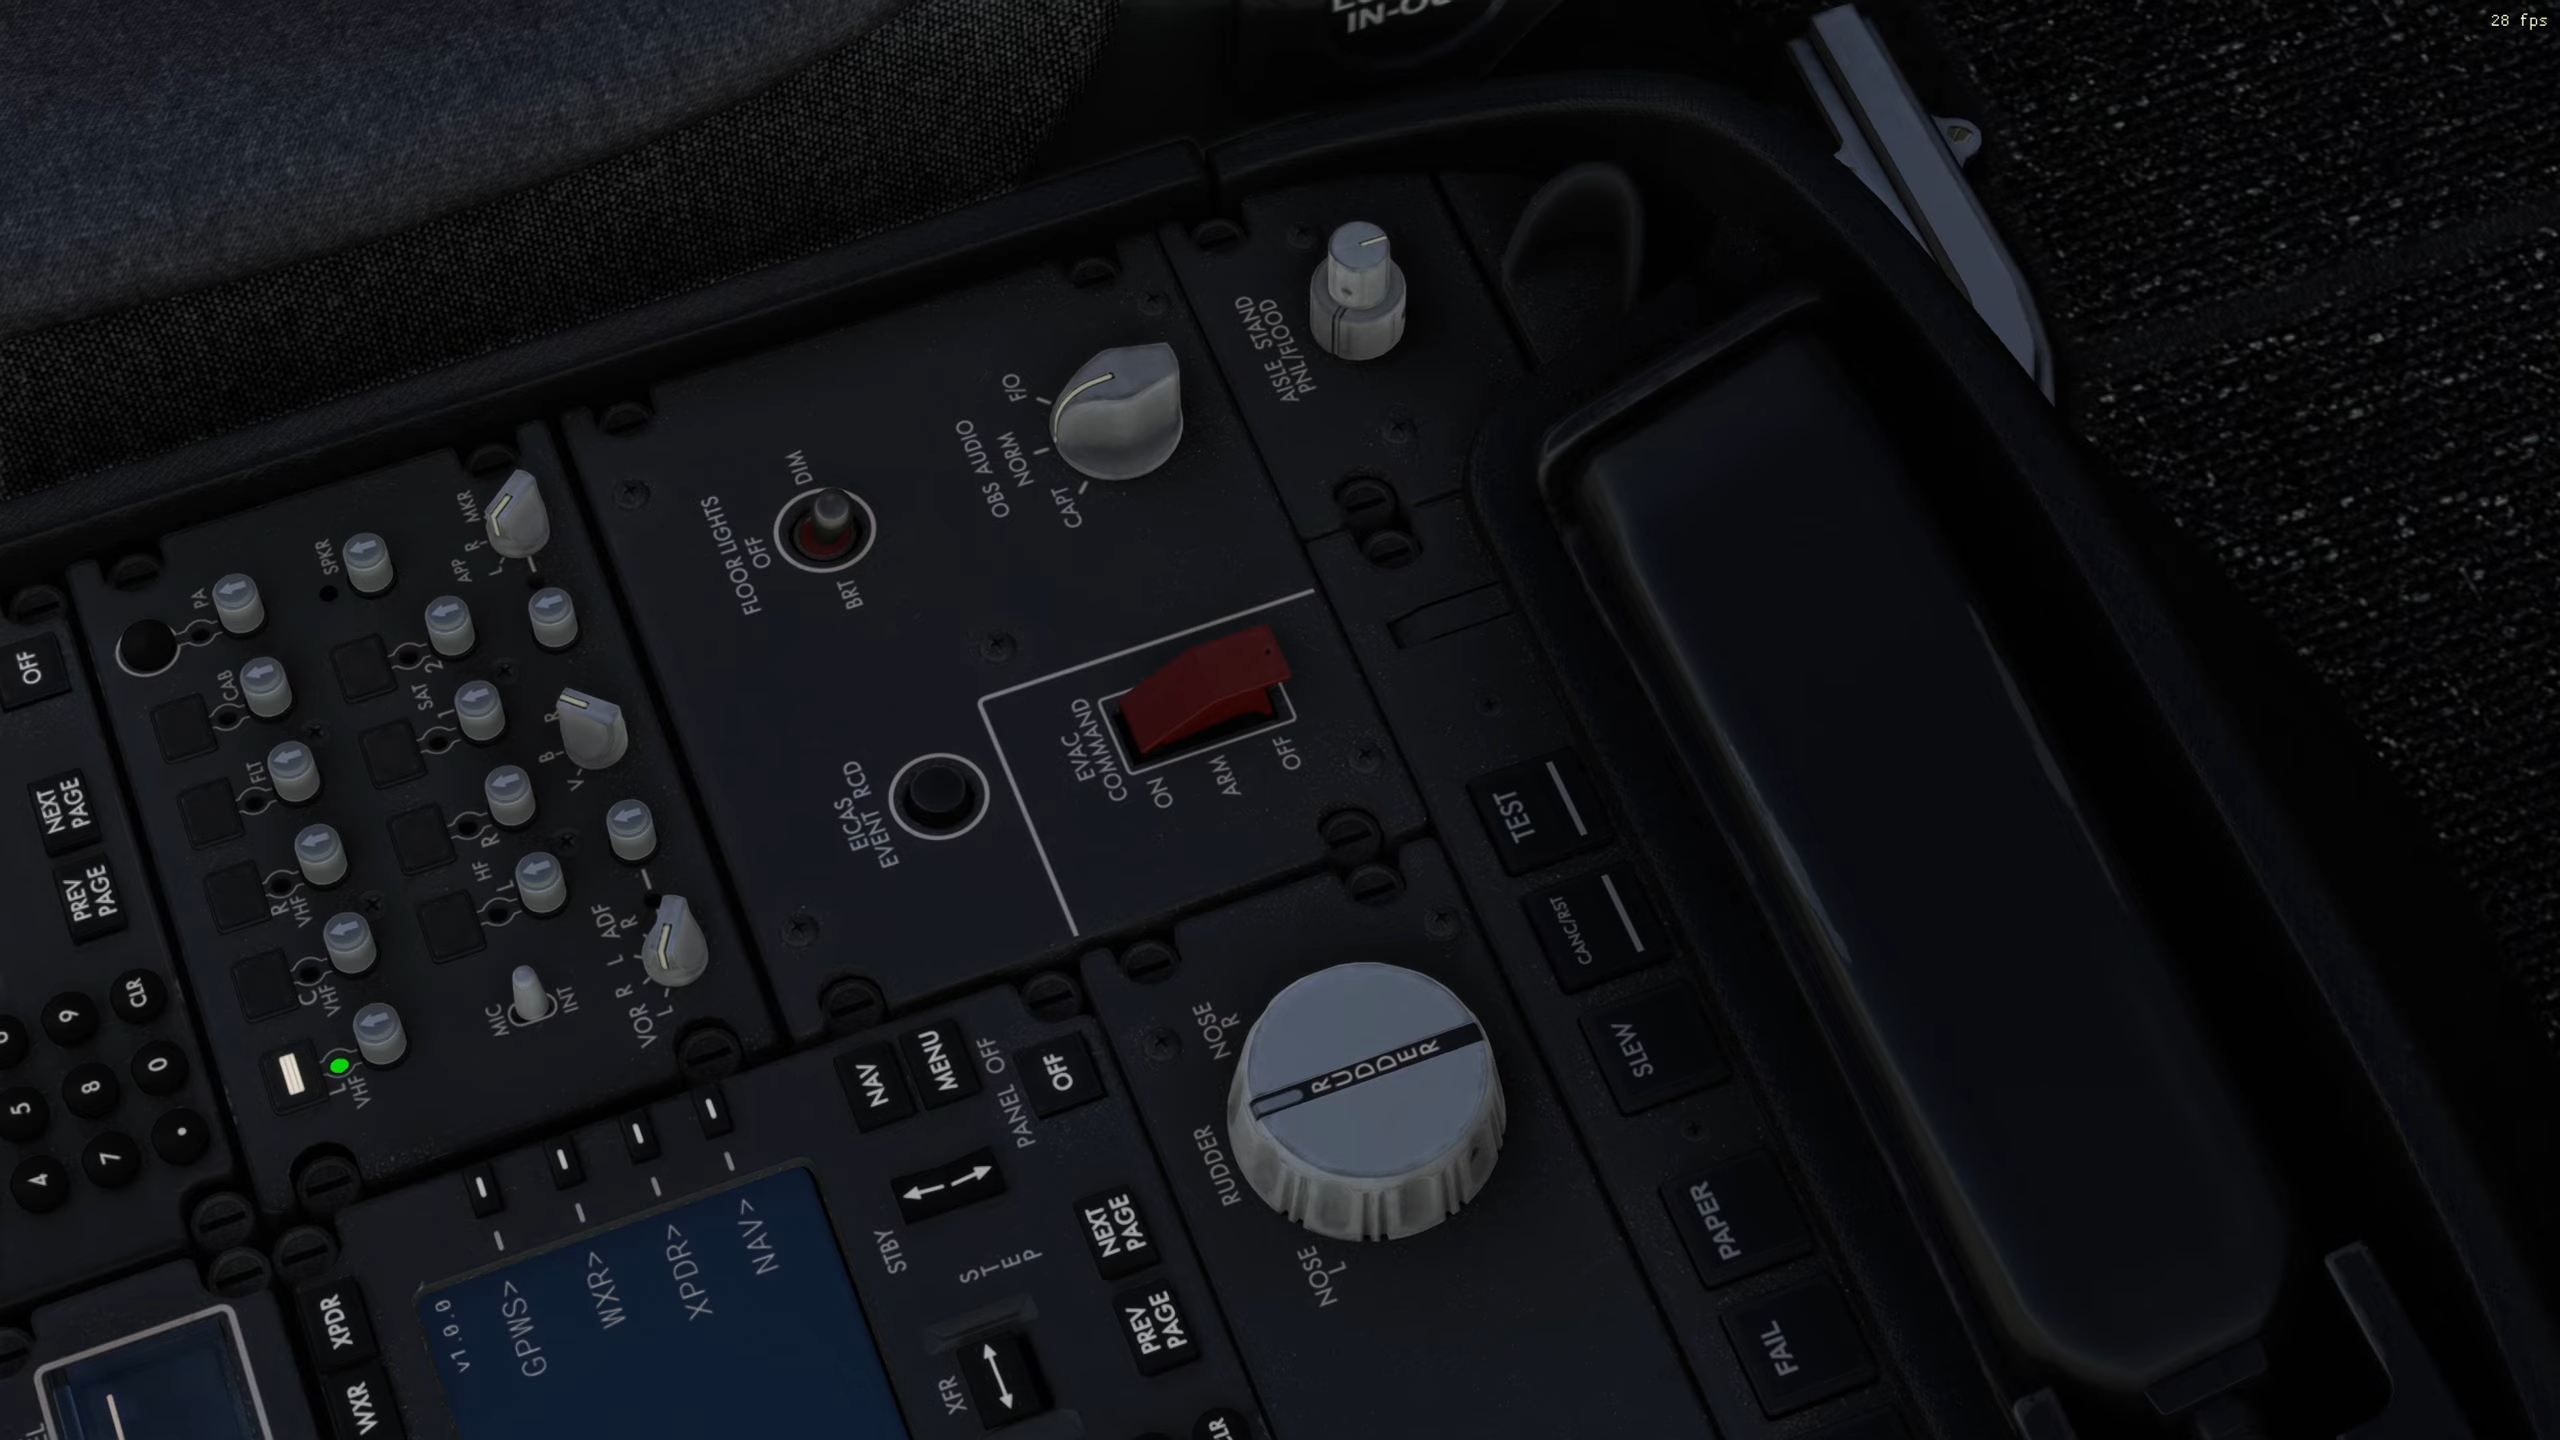 28 fps
IN-OU
AISLE STAND
PNL/FLOOD
F/O
OBS AUDIO
NORM
CAPT
DIM
FLOOR LIGHTS
OFF
BRT
MKR
APP R
L
SPKR
PA
CAB
SAT
2
1
FLT
R
B
V
R
VHF
HF
R
L
C
VHF
L
VHF
ADF
L R
VOR
L R
MIC
INT
EVAC
COMMAND
ON
ARM
OFF
EICAS
EVENT RCD
OFF
NEXT
PAGE
PREV
PAGE
CLR
9
0
8
5
7
4
.
TEST
CANC/RST
SLEW
PAPER
FAIL
NOSE
R
RUDDER
RUDDER
NOSE
L
NAV
MENU
PANEL OFF
OFF
STBY
STEP
XFR
NEXT
PAGE
PREV
PAGE
XPDR
WXR
v1.0.0
GPWS>
WXR>
XPDR>
NAV>